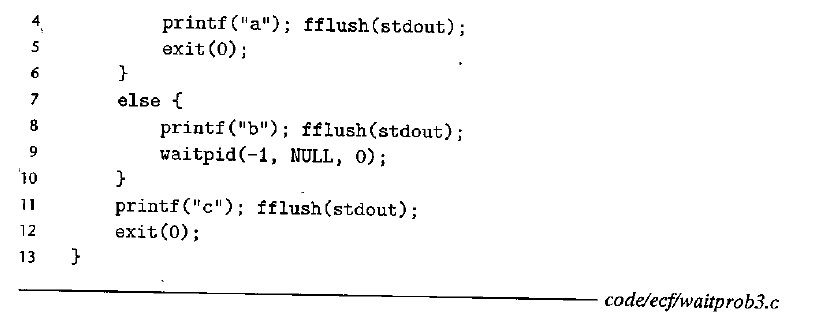 4 printf("a"); fflush(stdout);
5 exit(0);
6 }
7 else {
8 printf("b"); fflush(stdout);
9 waitpid(-1, NULL, 0);
10 }
11 printf("c"); fflush(stdout);
12 exit(0);
13 }
code/ecf/waitprob3.c